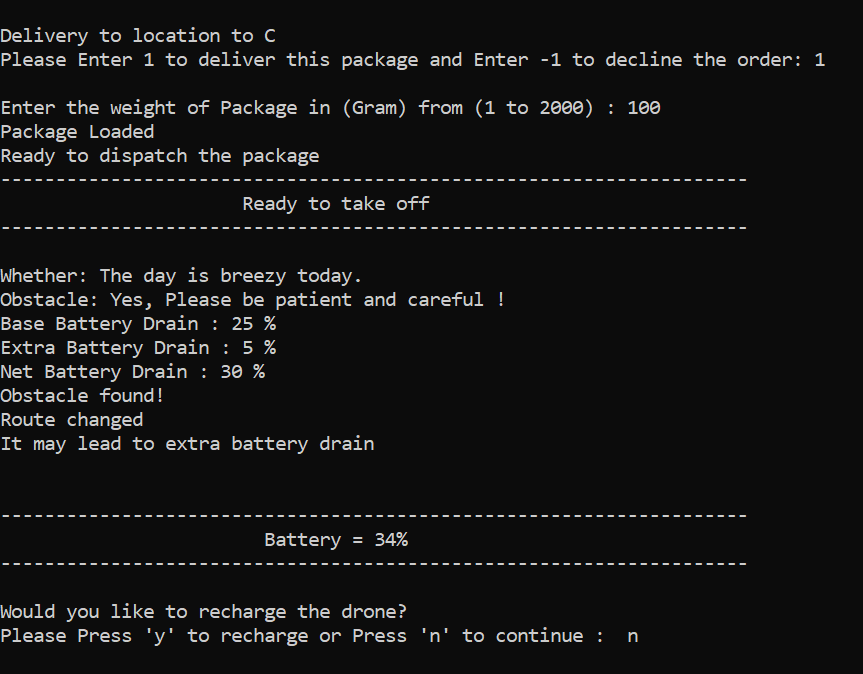 Delivery to location to C
Please Enter 1 to deliver this package and Enter -1 to decline the order: 1
Enter the weight of Package in (Gram) from (1 to 2000) : 100
Package Loaded
Ready to dispatch the package
--------------------------------------------------------------------
Ready to take off
--------------------------------------------------------------------
Whether: The day is breezy today.
Obstacle: Yes, Please be patient and careful !
Base Battery Drain : 25 %
Extra Battery Drain : 5 %
Net Battery Drain : 30 %
Obstacle found!
Route changed
It may lead to extra battery drain
--------------------------------------------------------------------
Battery = 34%
--------------------------------------------------------------------
Would you like to recharge the drone?
Please Press 'y' to recharge or Press 'n' to continue :  n